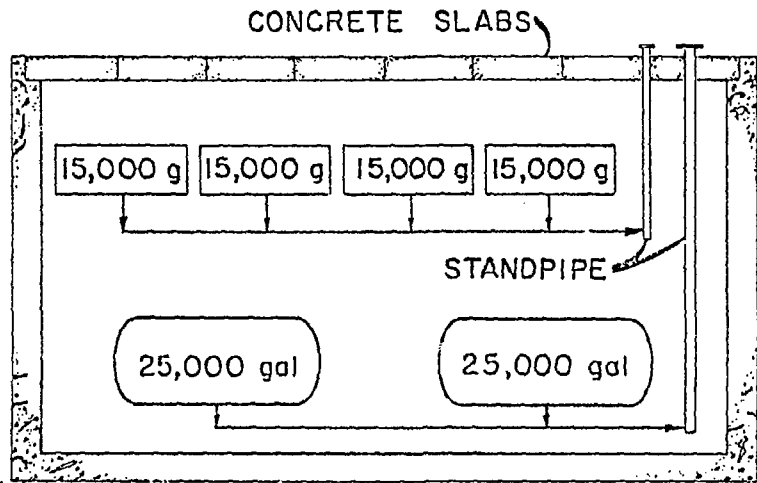 CONCRETE SLABS
15,000 g 15,000 g 15,000 g 15,000 g
STANDPIPE
25,000 gal 25,000 gal